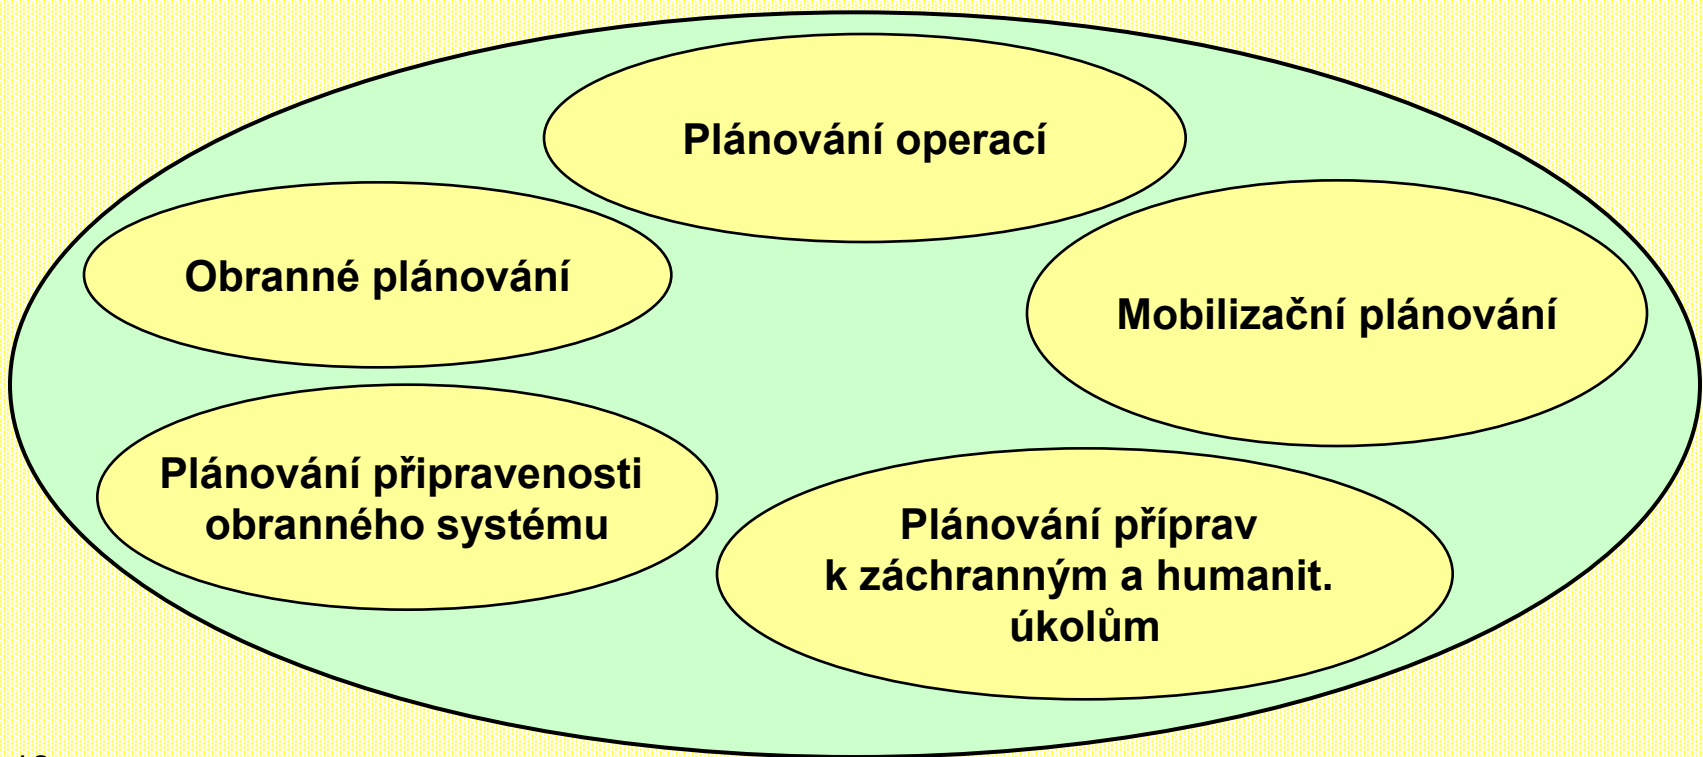 Plánování operací
Obranné plánování
Mobilizační plánování
Plánování připravenosti
obranného systému
Plánování příprav
k záchranným a humanit.
úkolům